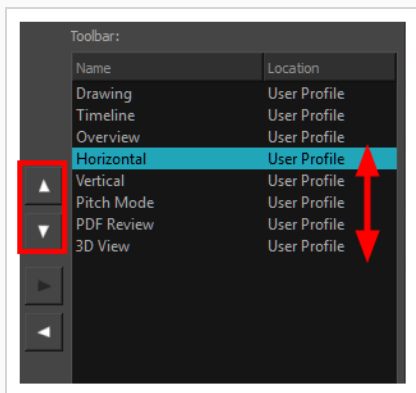 Toolbar:
Name Location
Drawing User Profile
Timeline User Profile
Overview User Profile
Horizontal User Profile
Vertical User Profile
Pitch Mode User Profile
PDF Review User Profile
3D View User Profile